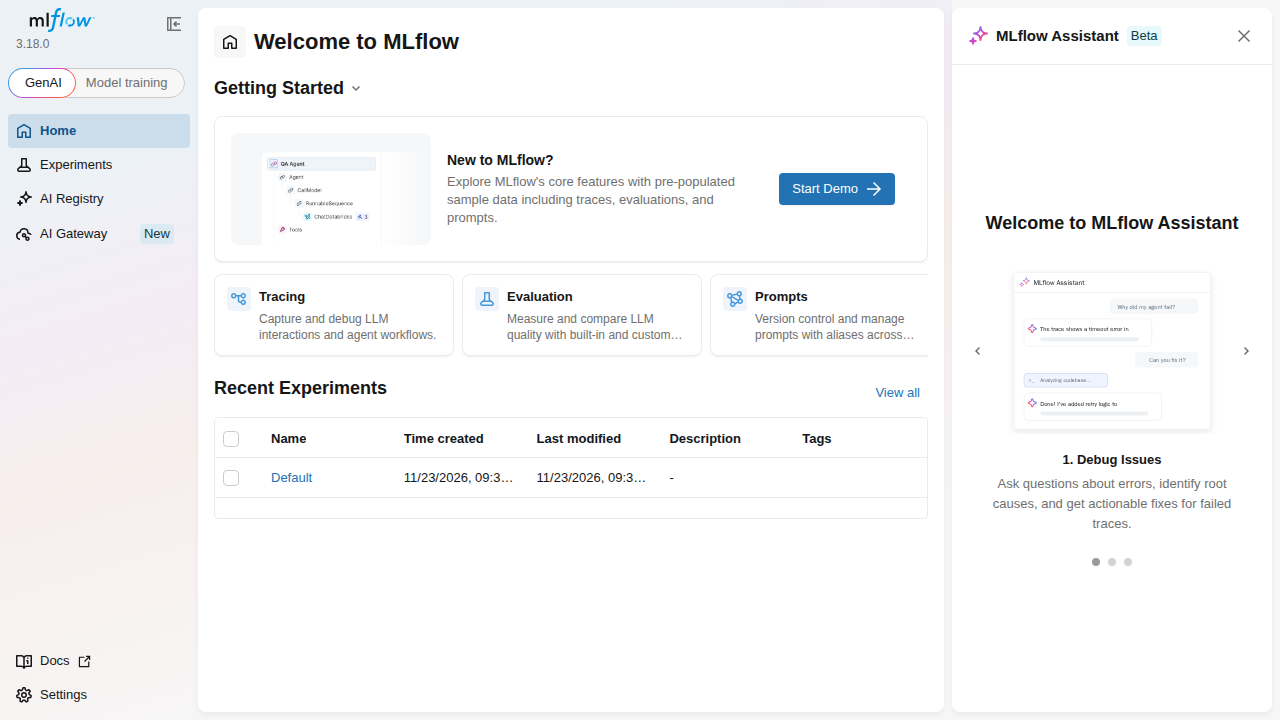 mlflow
3.18.0
GenAI
Model training
Home
Experiments
AI Registry
AI Gateway
New
Docs
Settings
Welcome to MLflow
Getting Started
QA Agent
Agent
CallModel
RunnableSequence
ChatDatabricks
3
Tools
New to MLflow?
Explore MLflow's core features with pre-populated
sample data including traces, evaluations, and
prompts.
Start Demo
Tracing
Capture and debug LLM
interactions and agent workflows.
Evaluation
Measure and compare LLM
quality with built-in and custom…
Prompts
Version control and manage
prompts with aliases across…
Recent Experiments
View all
Name Time created Last modified Description Tags
Default 11/23/2026, 09:3… 11/23/2026, 09:3… -
MLflow Assistant Beta
Welcome to MLflow Assistant
MLflow Assistant
Why did my agent fail?
The trace shows a timeout error in
Can you fix it?
Analyzing codebase...
Done! I've added retry logic to
1. Debug Issues
Ask questions about errors, identify root
causes, and get actionable fixes for failed
traces.